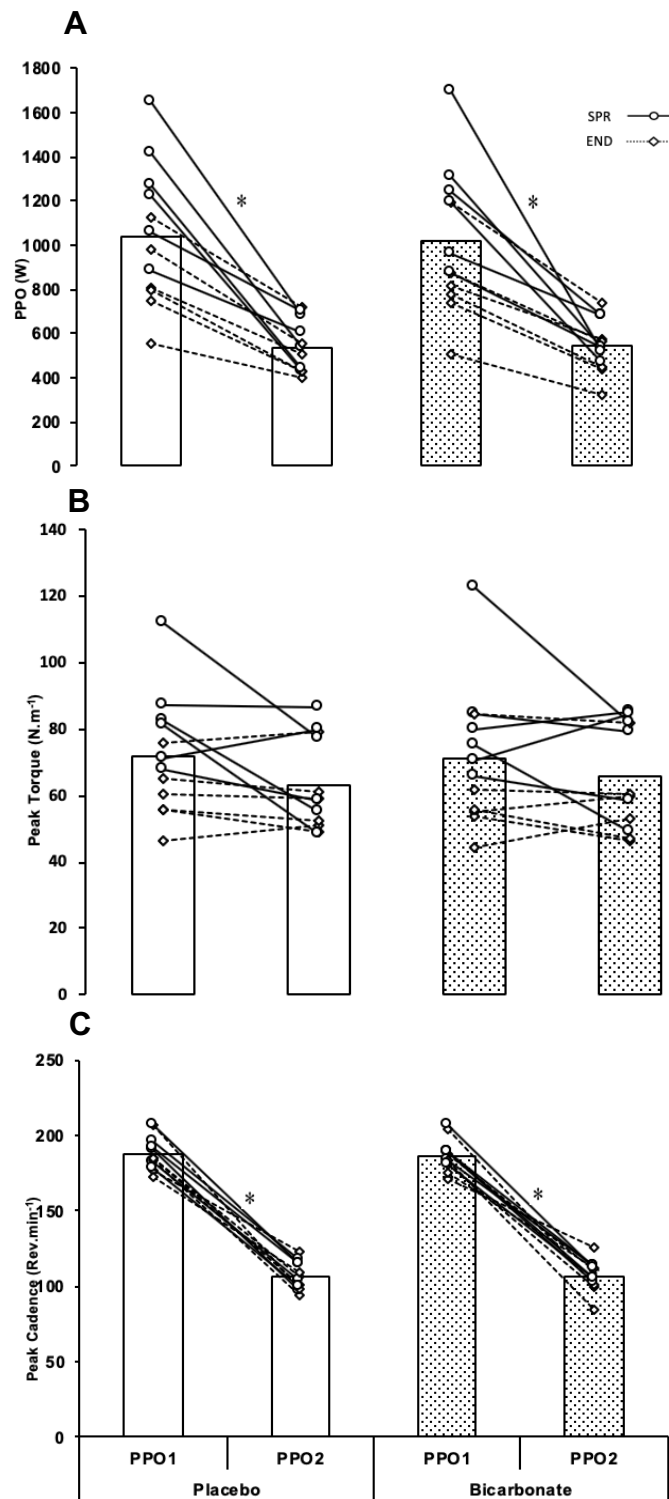 A
PPO (W)
1800
1600
1400
1200
1000
800
600
400
200
0
*
*
SPR
END
B
Peak Torque (N.m⁻¹)
140
120
100
80
60
40
20
0
C
Peak Cadence (Rev.min⁻¹)
250
200
150
100
50
0
*
*
PPO1 PPO2 PPO1 PPO2
Placebo Bicarbonate